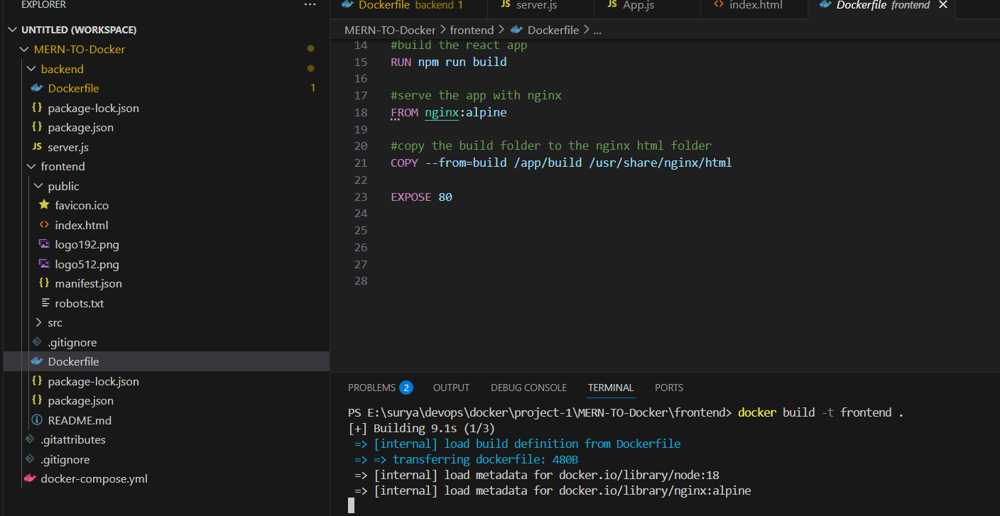 EXPLORER
...
UNTITLED (WORKSPACE)
MERN-TO-Docker
backend
Dockerfile
1
package-lock.json
package.json
JS server.js
frontend
public
favicon.ico
index.html
logo192.png
logo512.png
manifest.json
robots.txt
src
.gitignore
Dockerfile
package-lock.json
package.json
README.md
.gitattributes
.gitignore
docker-compose.yml
Dockerfile backend 1
JS server.js
JS App.js
index.html
Dockerfile frontend
MERN-TO-Docker > frontend > Dockerfile > ...
14 #build the react app
15 RUN npm run build
16
17 #serve the app with nginx
18 FROM nginx:alpine
19
20 #copy the build folder to the nginx html folder
21 COPY --from=build /app/build /usr/share/nginx/html
22
23 EXPOSE 80
24
25
26
27
28
PROBLEMS 2 OUTPUT DEBUG CONSOLE TERMINAL PORTS
PS E:\surya\devops\docker\project-1\MERN-TO-Docker\frontend> docker build -t frontend .
[+] Building 9.1s (1/3)
=> [internal] load build definition from Dockerfile
=> => transferring dockerfile: 480B
=> [internal] load metadata for docker.io/library/node:18
=> [internal] load metadata for docker.io/library/nginx:alpine